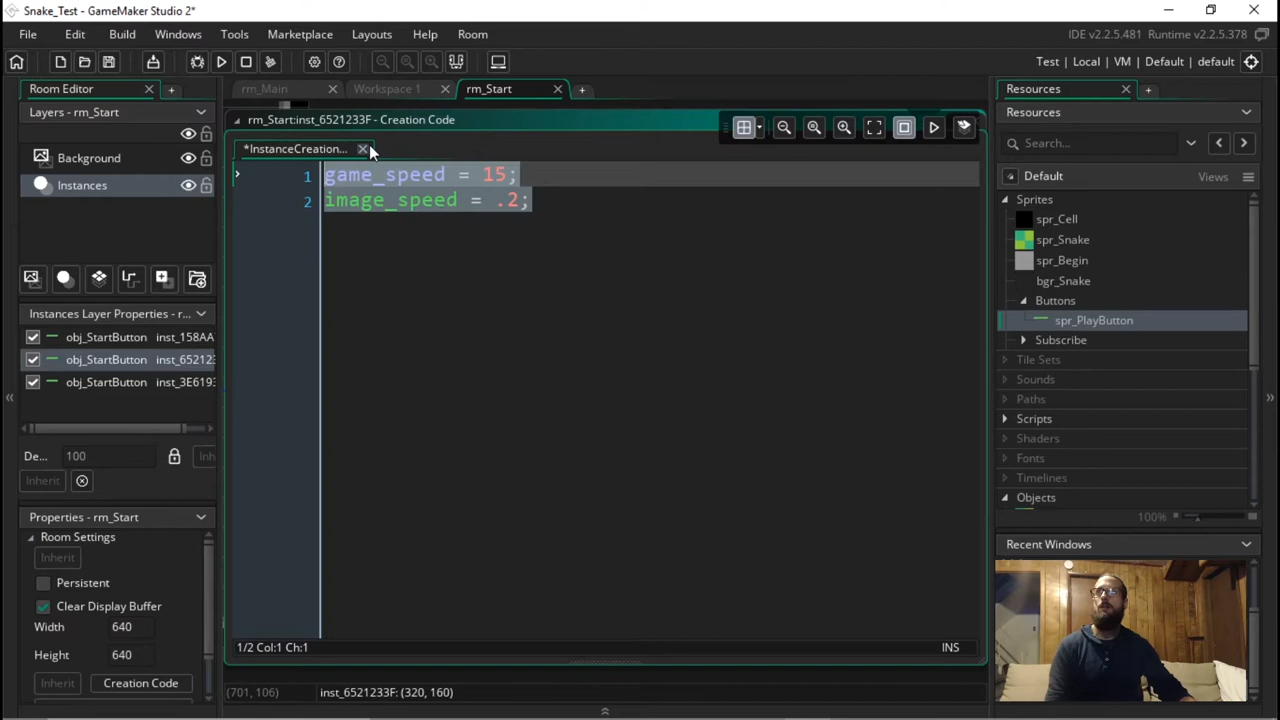 Snake_Test - GameMaker Studio 2*
File Edit Build Windows Tools Marketplace Layouts Help Room
IDE v2.2.5.481 Runtime v2.2.5.378
Test | Local | VM | Default | default
Room Editor
rm_Main Workspace 1 rm_Start
Resources
Layers - rm_Start
rm_Start:inst_6521233F - Creation Code
Resources
*InstanceCreation...
Search...
Background
1 game_speed = 15;
Default Views
Instances
2 image_speed = .2;
Sprites
spr_Cell
spr_Snake
spr_Begin
bgr_Snake
Buttons
Instances Layer Properties - r...
spr_PlayButton
obj_StartButton inst_158AA
Subscribe
obj_StartButton inst_65212
Tile Sets
obj_StartButton inst_3E619
Sounds
Paths
Scripts
Shaders
De... 100 Inh
Fonts
Inherit
Timelines
Objects
Properties - rm_Start
100%
Room Settings
Recent Windows
Inherit
Persistent
Clear Display Buffer
Width 640
Height 640
1/2 Col:1 Ch:1 INS
Inherit Creation Code
(701, 106) inst_6521233F: (320, 160)